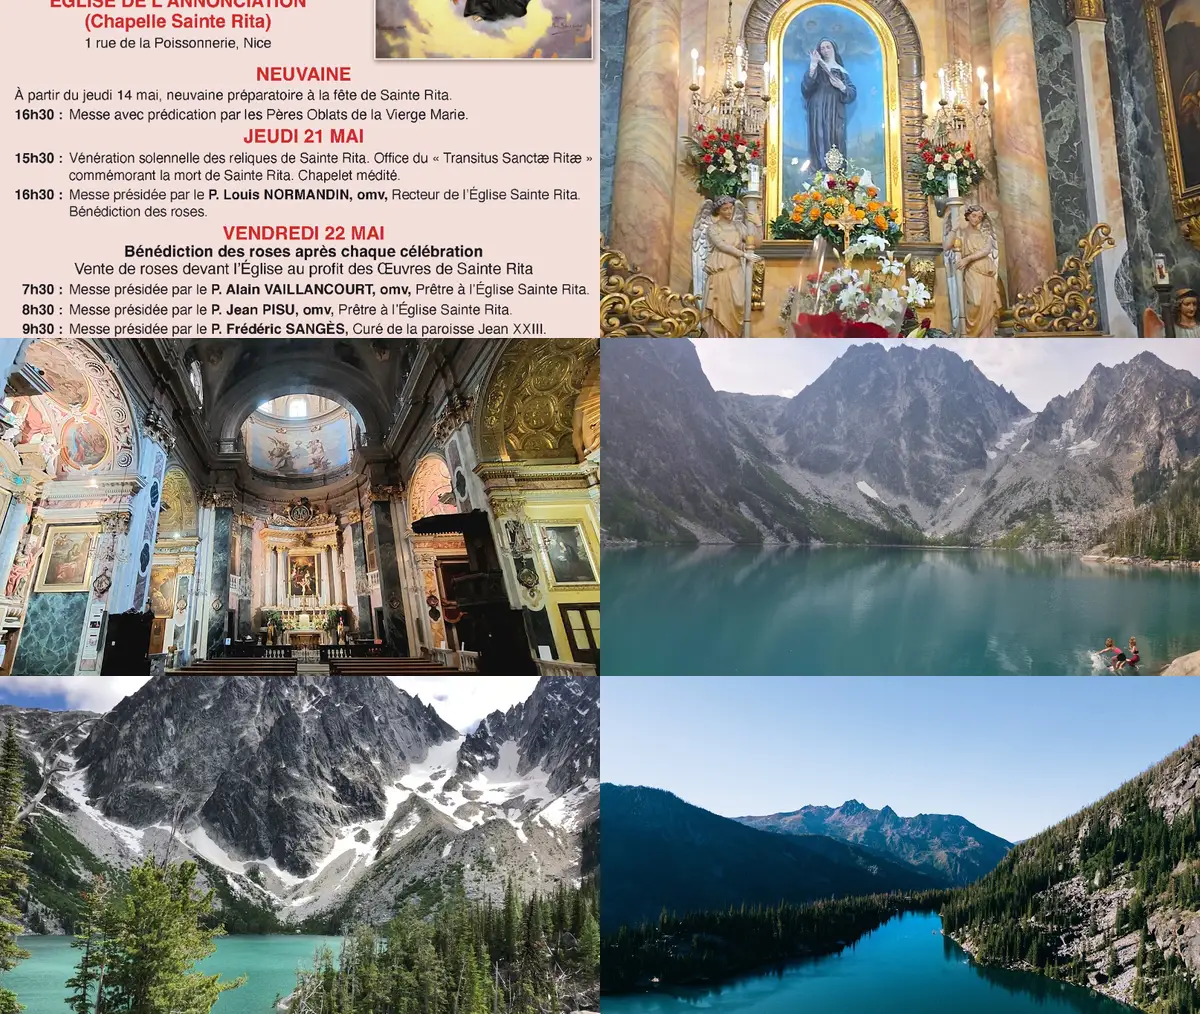 ÉGLISE DE L'ANNONCIATION
(Chapelle Sainte Rita)
1 rue de la Poissonnerie, Nice
NEUVAINE
À partir du jeudi 14 mai, neuvaine préparatoire à la fête de Sainte Rita.
16h30 : Messe avec prédication par les Pères Oblats de la Vierge Marie.
JEUDI 21 MAI
15h30 : Vénération solennelle des reliques de Sainte Rita. Office du « Transitus Sanctæ Ritæ »
commémorant la mort de Sainte Rita. Chapelet médité.
16h30 : Messe présidée par le P. Louis NORMANDIN, omv, Recteur de l'Église Sainte Rita.
Bénédiction des roses.
VENDREDI 22 MAI
Bénédiction des roses après chaque célébration
Vente de roses devant l'Église au profit des Œuvres de Sainte Rita
7h30 : Messe présidée par le P. Alain VAILLANCOURT, omv, Prêtre à l'Église Sainte Rita.
8h30 : Messe présidée par le P. Jean PISU, omv, Prêtre à l'Église Sainte Rita.
9h30 : Messe présidée par le P. Frédéric SANGÈS, Curé de la paroisse Jean XXIII.